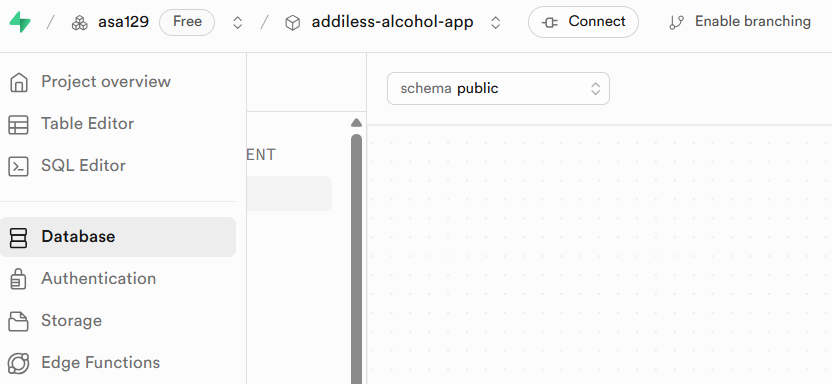 asa129 Free addiless-alcohol-app Connect Enable branching
Project overview
Table Editor
SQL Editor
Database
Authentication
Storage
Edge Functions
ENT
schema public